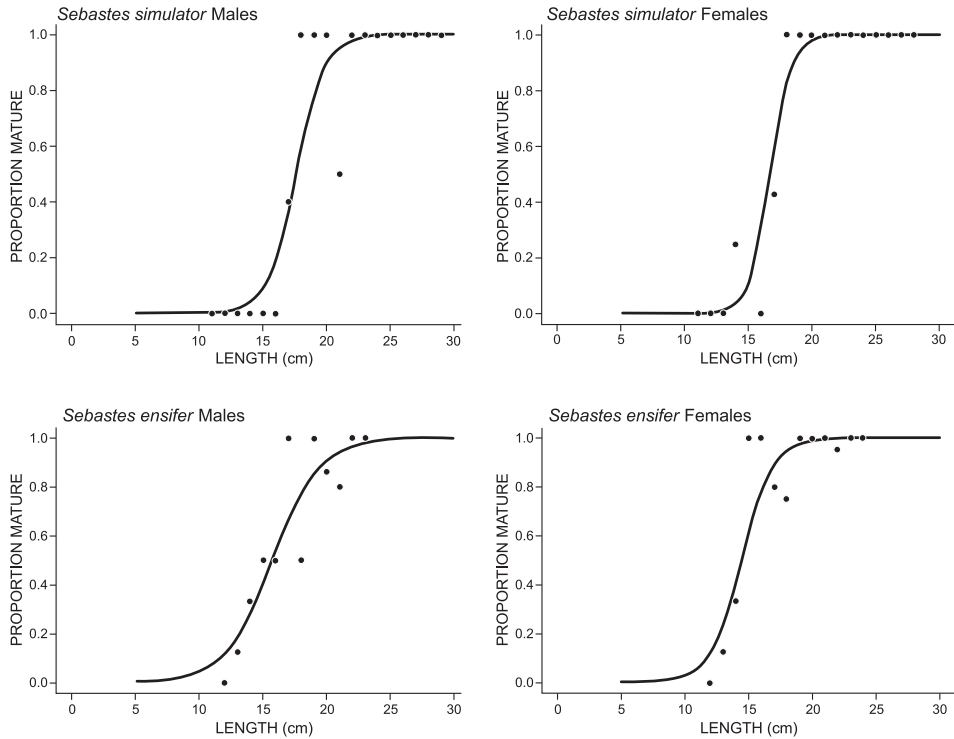 Sebastes simulator Males
1.0
0.8
0.6
0.4
0.2
0.0
PROPORTION MATURE
0 5 10 15 20 25 30
LENGTH (cm)
Sebastes simulator Females
1.0
0.8
0.6
0.4
0.2
0.0
PROPORTION MATURE
0 5 10 15 20 25 30
LENGTH (cm)
Sebastes ensifer Males
1.0
0.8
0.6
0.4
0.2
0.0
PROPORTION MATURE
0 5 10 15 20 25 30
LENGTH (cm)
Sebastes ensifer Females
1.0
0.8
0.6
0.4
0.2
0.0
PROPORTION MATURE
0 5 10 15 20 25 30
LENGTH (cm)